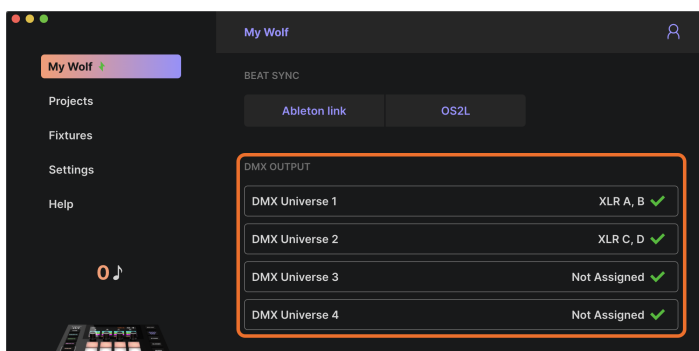 My Wolf
My Wolf
Projects
Fixtures
Settings
Help
0
BEAT SYNC
Ableton link OS2L
DMX OUTPUT
DMX Universe 1 XLR A, B
DMX Universe 2 XLR C, D
DMX Universe 3 Not Assigned
DMX Universe 4 Not Assigned